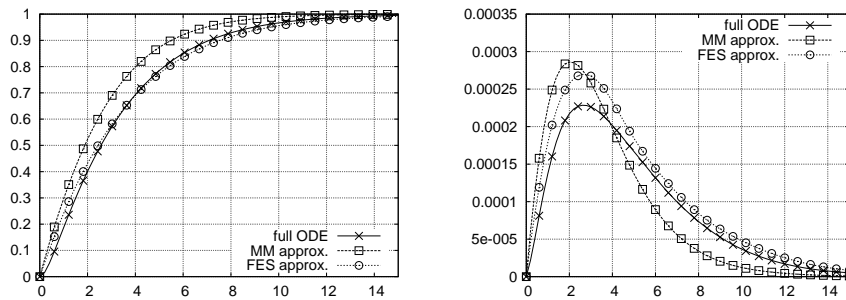 1
0.9
0.8
0.7
0.6
0.5
0.4
0.3
0.2
0.1
0
0 2 4 6 8 10 12 14
full ODE
MM approx.
FES approx.
0.00035
0.0003
0.00025
0.0002
0.00015
0.0001
5e-005
0
0 2 4 6 8 10 12 14
full ODE
MM approx.
FES approx.